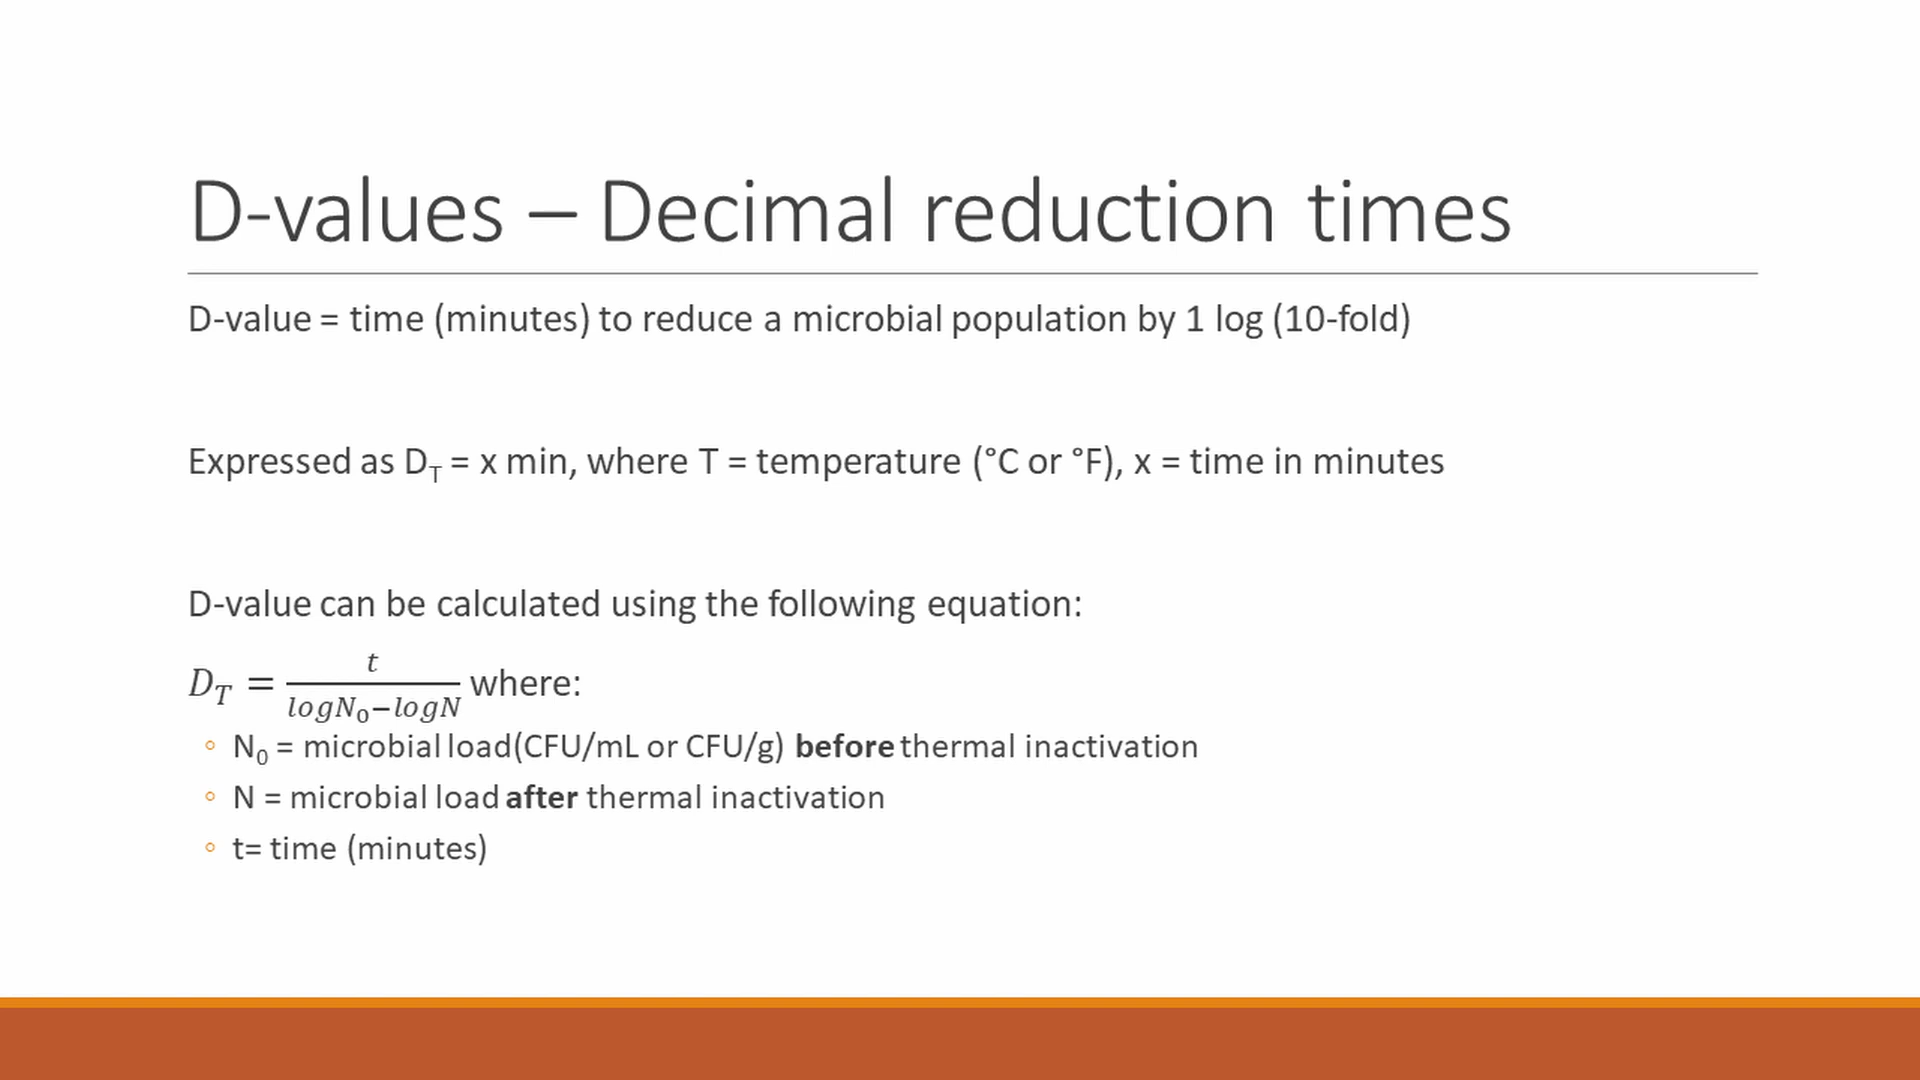 D-values – Decimal reduction times
D-value = time (minutes) to reduce a microbial population by 1 log (10-fold)
Expressed as D_T = x min, where T = temperature (°C or °F), x = time in minutes
D-value can be calculated using the following equation:
D_T = t / (logN₀−logN) where:
◦ N₀ = microbial load(CFU/mL or CFU/g) before thermal inactivation
◦ N = microbial load after thermal inactivation
◦ t= time (minutes)